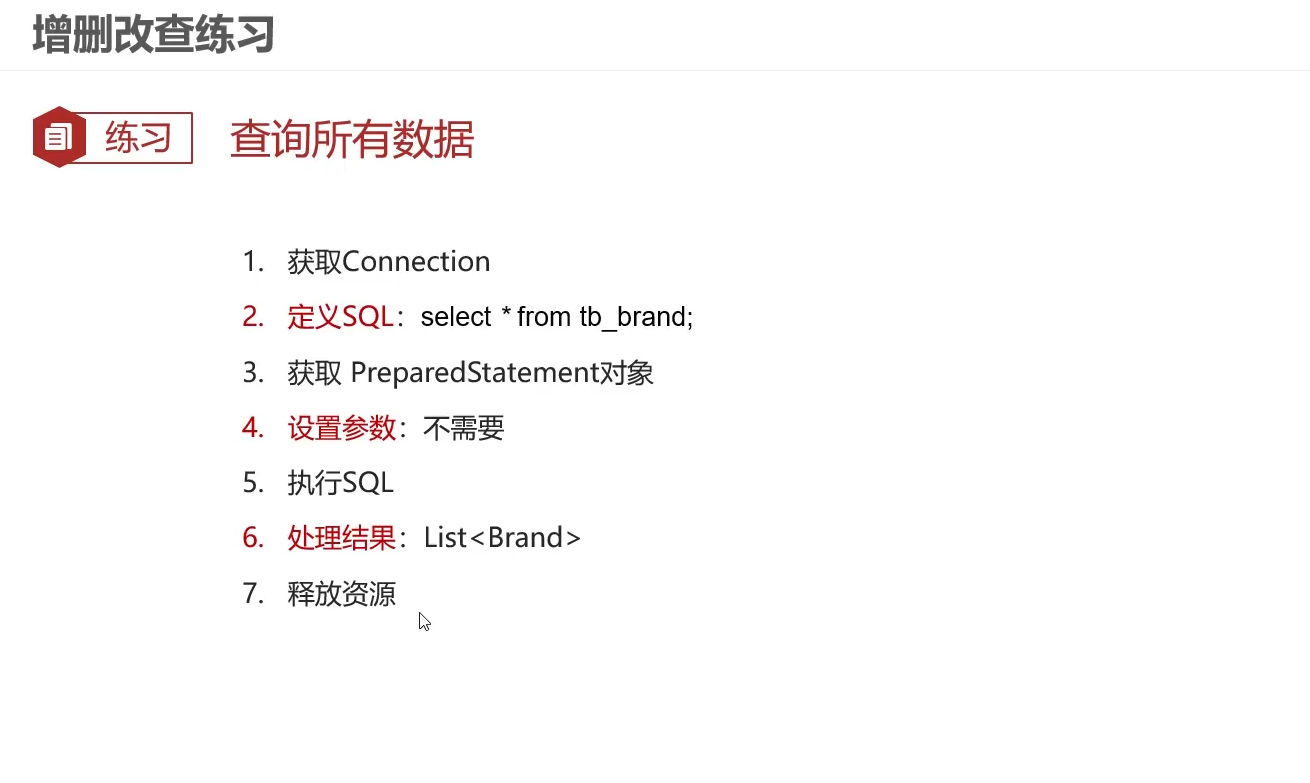 增删改查练习
练习
查询所有数据
1. 获取Connection
2. 定义SQL：select * from tb_brand;
3. 获取 PreparedStatement对象
4. 设置参数：不需要
5. 执行SQL
6. 处理结果：List<Brand>
7. 释放资源